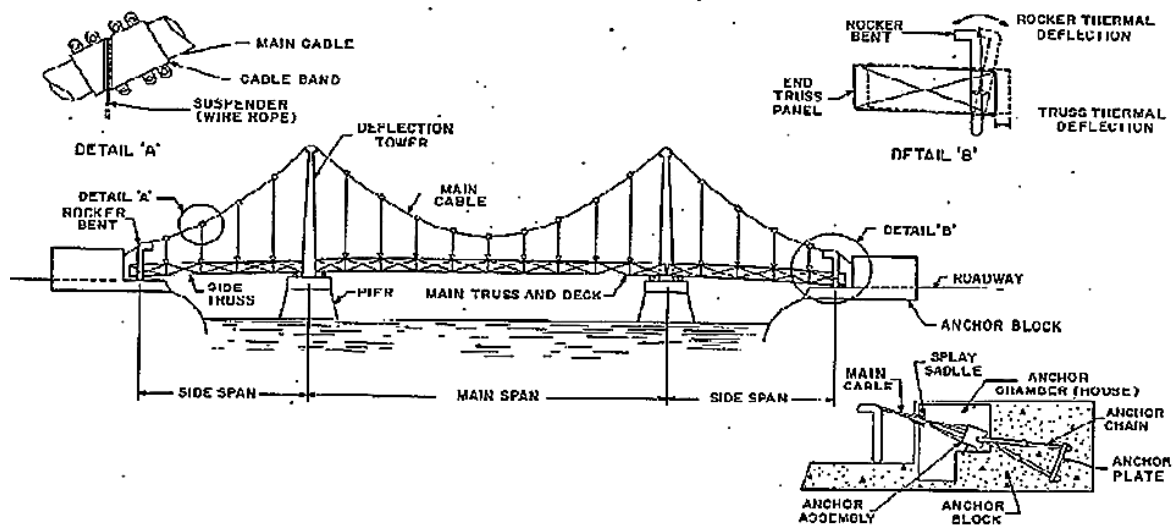 MAIN CABLE
CABLE BAND
SUSPENDER
(WIRE ROPE)
DETAIL 'A'
DEFLECTION
TOWER
ROCKER
BENT
ROCKER THERMAL
DEFLECTION
END
TRUSS
PANEL
TRUSS THERMAL
DEFLECTION
DETAIL 'B'
DETAIL 'A'
ROCKER
BENT
MAIN
CABLE
DETAIL 'B'
SIDE
TRUSS
PIER
MAIN TRUSS AND DECK
ROADWAY
ANCHOR BLOCK
SIDE SPAN
MAIN SPAN
SIDE SPAN
MAIN
CABLE
SPLAY
SADDLE
ANCHOR
CHAMBER (HOUSE)
ANCHOR
CHAIN
ANCHOR
PLATE
ANCHOR
ASSEMBLY
ANCHOR
BLOCK